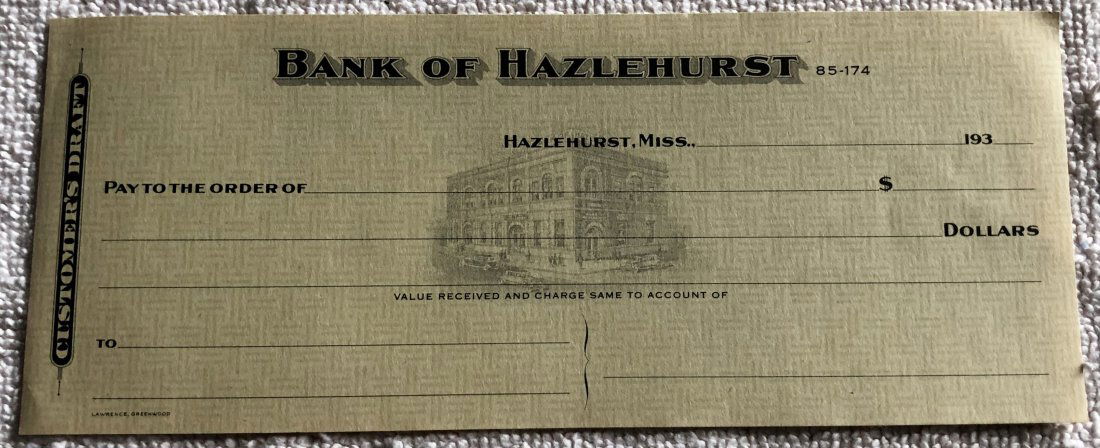 BANK OF HAZLEHURST 85-174
CUSTOMER'S DRAFT
HAZLEHURST, MISS., 193
PAY TO THE ORDER OF $
DOLLARS
VALUE RECEIVED AND CHARGE SAME TO ACCOUNT OF
TO
LAWRENCE, GREENWOOD